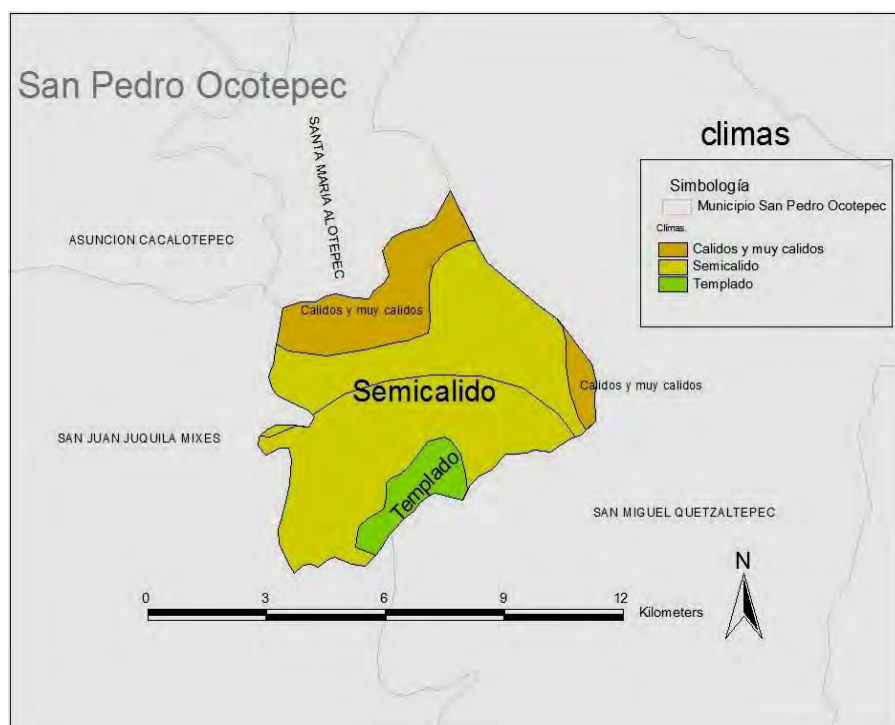 San Pedro Ocotepec
climas
SANTA MARIA ALOTEPEC
Simbología
Municipio San Pedro Ocotepec
Climas.
Calidos y muy calidos
Semicalido
Templado
ASUNCION CACALOTEPEC
Calidos y muy calidos
Semicalido
Calidos y muy calidos
SAN JUAN JUQUILA MIXES
Templado
SAN MIGUEL QUETZALTEPEC
N
0 3 6 9 12
Kilometers